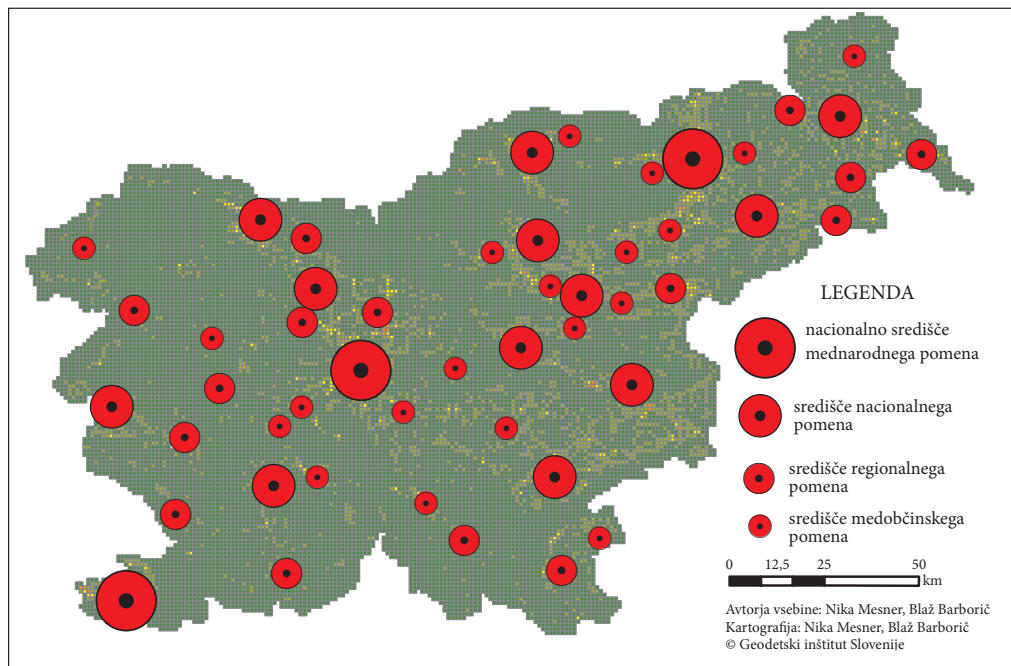 LEGENDA
nacionalno središče
mednarodnega pomena
središče nacionalnega
pomena
središče regionalnega
pomena
središče medobčinskega
pomena
0 12,5 25 50
km
Avtorja vsebine: Nika Mesner, Blaž Barborič
Kartografija: Nika Mesner, Blaž Barborič
© Geodetski inštitut Slovenije